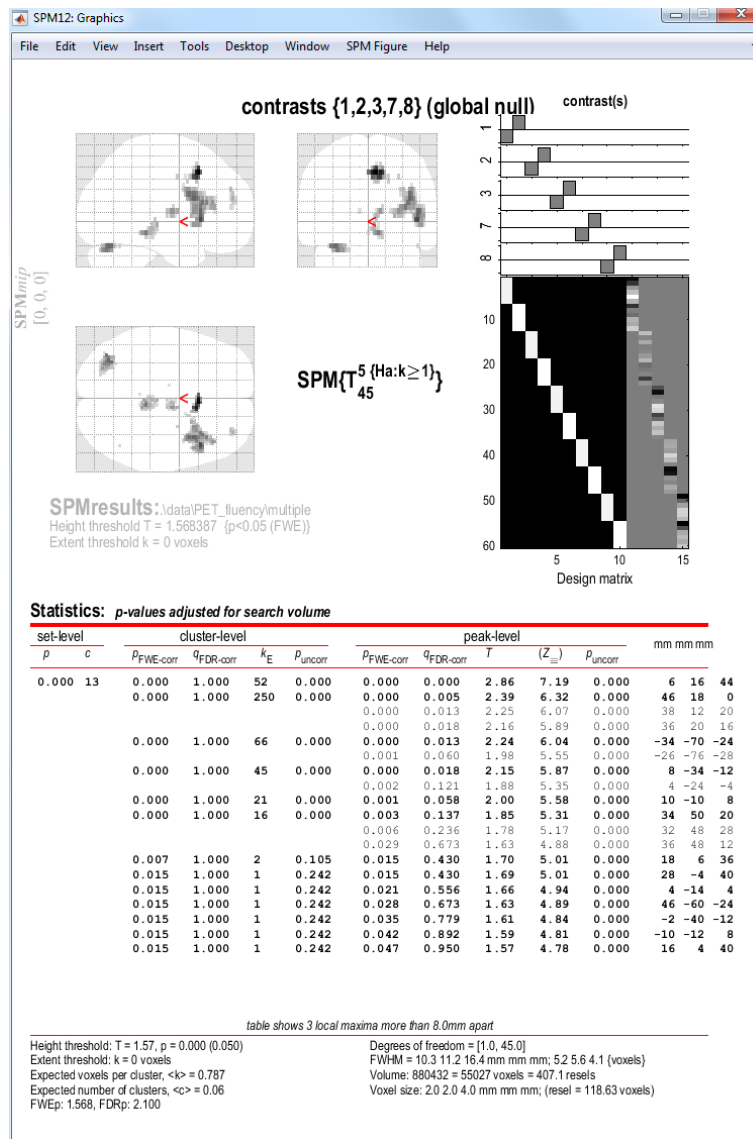 SPM12: Graphics
File Edit View Insert Tools Desktop Window SPM Figure Help
contrasts {1,2,3,7,8} (global null)
contrast(s)
1
2
3
7
8
SPMmip
[0, 0, 0]
<
<
<
SPM{T 5 {Ha:k≥1} 45}
10
20
30
40
50
60
5 10 15
Design matrix
SPMresults: .\data\PET_fluency\multiple
Height threshold T = 1.568387 {p<0.05 (FWE)}
Extent threshold k = 0 voxels
Statistics: p-values adjusted for search volume
set-level cluster-level peak-level mm mm mm
p c pFWE-corr qFDR-corr kE puncorr pFWE-corr qFDR-corr T (Z≡) puncorr
0.000 13 0.000 1.000 52 0.000 0.000 0.000 2.86 7.19 0.000 6 16 44
0.000 1.000 250 0.000 0.000 0.005 2.39 6.32 0.000 46 18 0
0.000 0.013 2.25 6.07 0.000 38 12 20
0.000 0.018 2.16 5.89 0.000 36 20 16
0.000 1.000 66 0.000 0.000 0.013 2.24 6.04 0.000 -34 -70 -24
0.001 0.060 1.98 5.55 0.000 -26 -76 -28
0.000 1.000 45 0.000 0.000 0.018 2.15 5.87 0.000 8 -34 -12
0.002 0.121 1.88 5.35 0.000 4 -24 -4
0.000 1.000 21 0.000 0.001 0.058 2.00 5.58 0.000 10 -10 8
0.000 1.000 16 0.000 0.003 0.137 1.85 5.31 0.000 34 50 20
0.006 0.236 1.78 5.17 0.000 32 48 28
0.029 0.673 1.63 4.88 0.000 36 48 12
0.007 1.000 2 0.105 0.015 0.430 1.70 5.01 0.000 18 6 36
0.015 1.000 1 0.242 0.015 0.430 1.69 5.01 0.000 28 -4 40
0.015 1.000 1 0.242 0.021 0.556 1.66 4.94 0.000 4 -14 4
0.015 1.000 1 0.242 0.028 0.673 1.63 4.89 0.000 46 -60 -24
0.015 1.000 1 0.242 0.035 0.779 1.61 4.84 0.000 -2 -40 -12
0.015 1.000 1 0.242 0.042 0.892 1.59 4.81 0.000 -10 -12 8
0.015 1.000 1 0.242 0.047 0.950 1.57 4.78 0.000 16 4 40
table shows 3 local maxima more than 8.0mm apart
Height threshold: T = 1.57, p = 0.000 (0.050)
Extent threshold: k = 0 voxels
Expected voxels per cluster, <k> = 0.787
Expected number of clusters, <c> = 0.06
FWEp: 1.568, FDRp: 2.100
Degrees of freedom = [1.0, 45.0]
FWHM = 10.3 11.2 16.4 mm mm mm; 5.2 5.6 4.1 {voxels}
Volume: 880432 = 55027 voxels = 407.1 resels
Voxel size: 2.0 2.0 4.0 mm mm mm; (resel = 118.63 voxels)